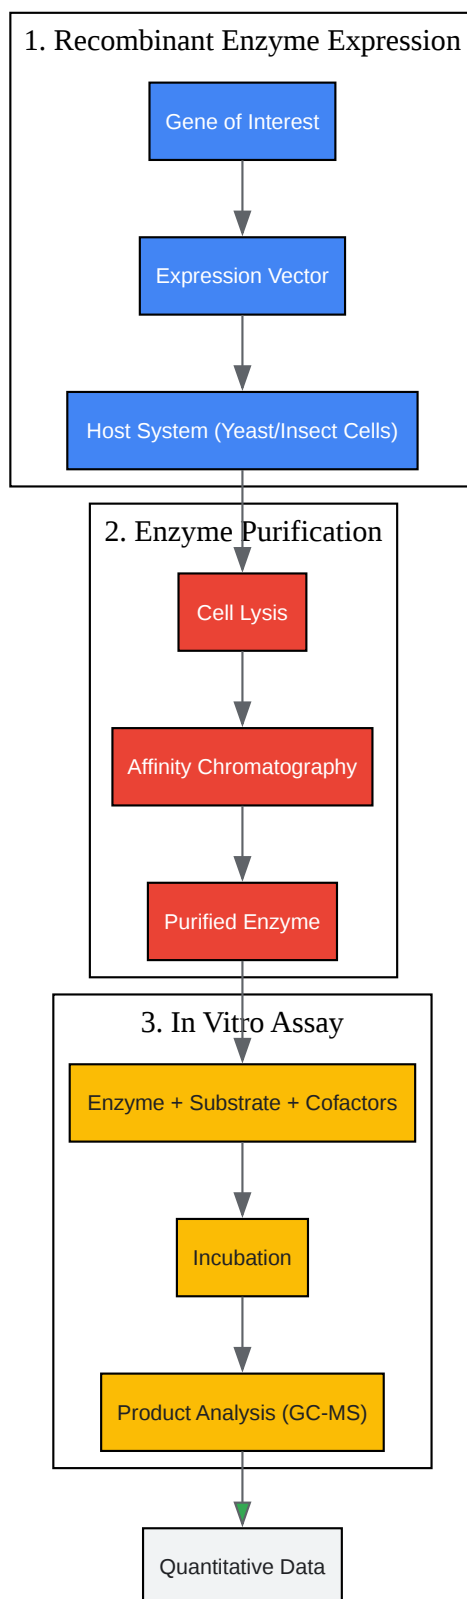 1. Recombinant Enzyme Expression
Gene of Interest
Expression Vector
Host System (Yeast/Insect Cells)
2. Enzyme Purification
Cell Lysis
Affinity Chromatography
Purified Enzyme
3. In Vitro Assay
Enzyme + Substrate + Cofactors
Incubation
Product Analysis (GC-MS)
Quantitative Data